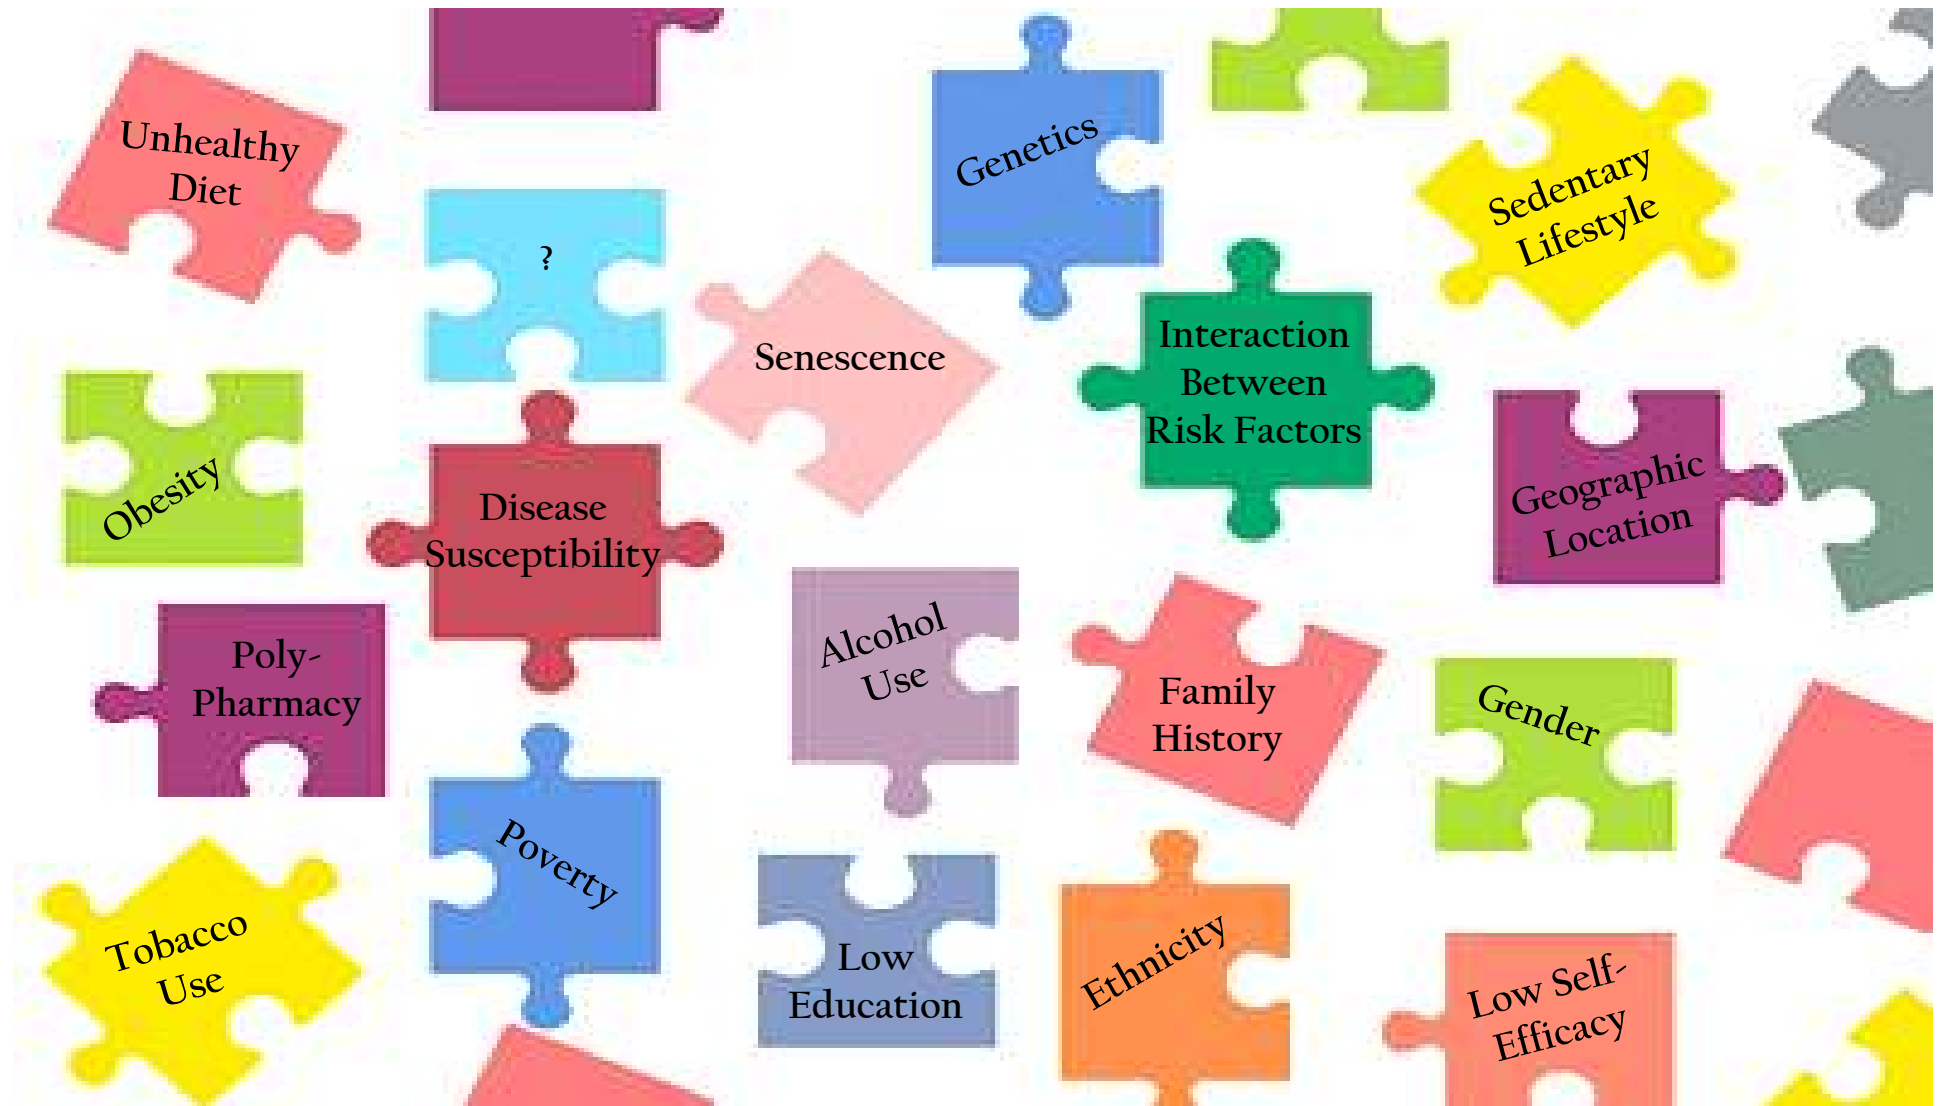 Unhealthy
Diet
Genetics
Sedentary
Lifestyle
?
Senescence
Interaction
Between
Risk Factors
Obesity
Disease
Susceptibility
Geographic
Location
Poly-
Pharmacy
Alcohol
Use
Family
History
Gender
Poverty
Tobacco
Use
Low
Education
Ethnicity
Low Self-
Efficacy